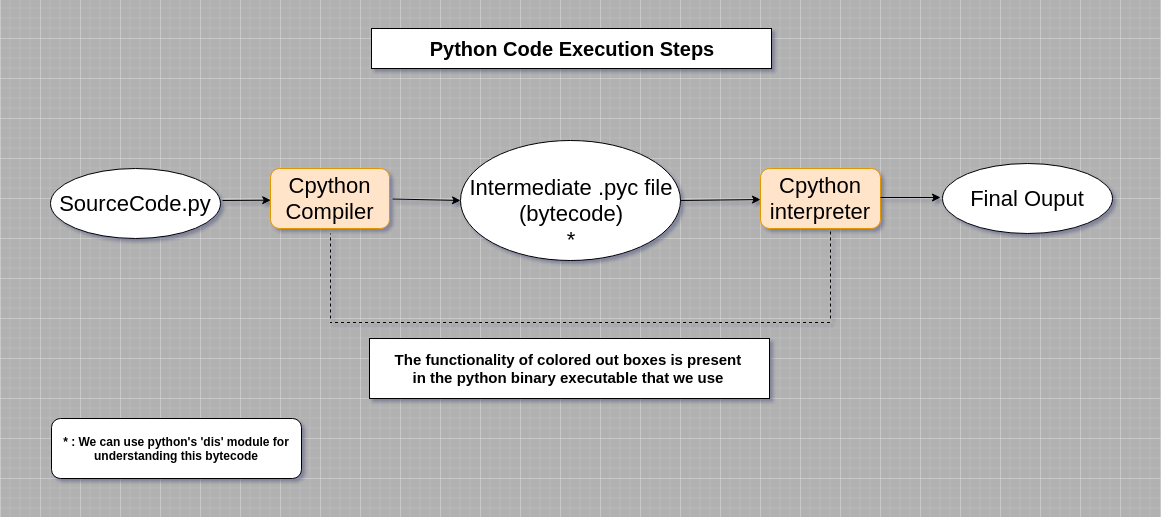 Python Code Execution Steps
SourceCode.py
Cpython
Compiler
Intermediate .pyc file
(bytecode)
*
Cpython
interpreter
Final Ouput
The functionality of colored out boxes is present
in the python binary executable that we use
* : We can use python's 'dis' module for
understanding this bytecode